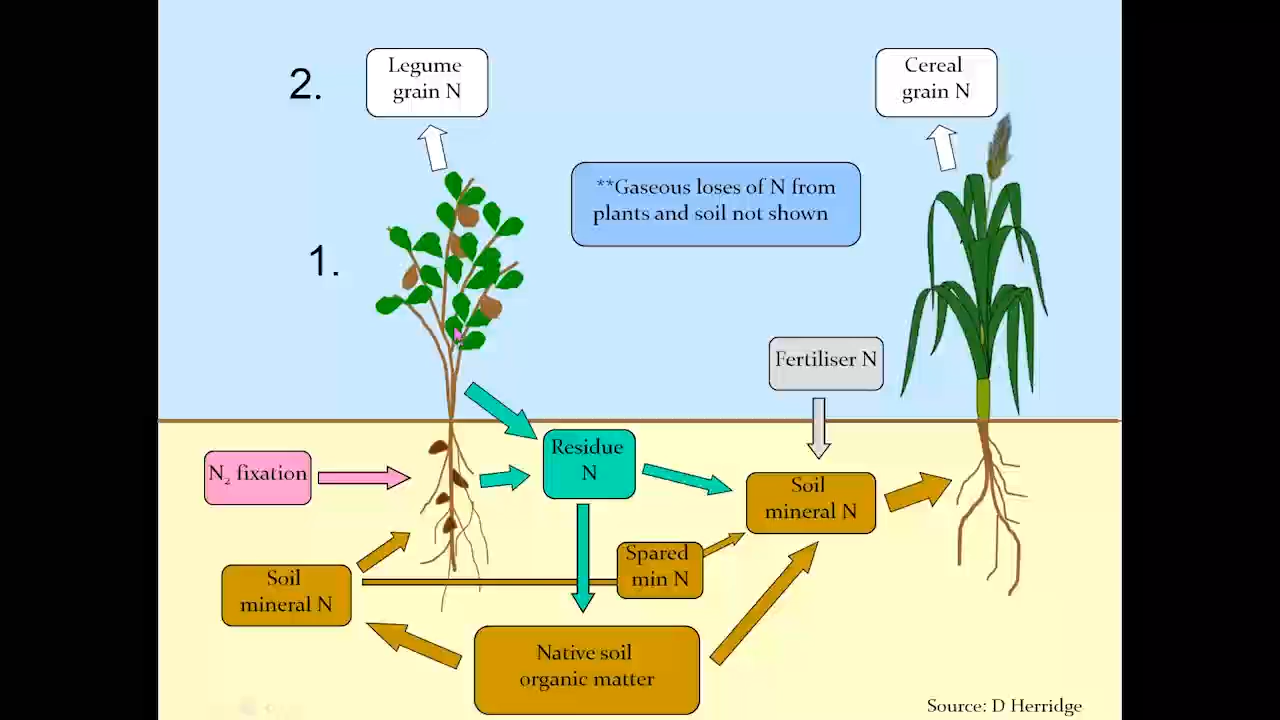 2.
Legume
grain N
Cereal
grain N
**Gaseous loses of N from
plants and soil not shown
1.
Fertiliser N
Residue
N
N₂ fixation
Soil
mineral N
Spared
min N
Soil
mineral N
Native soil
organic matter
Source: D Herridge